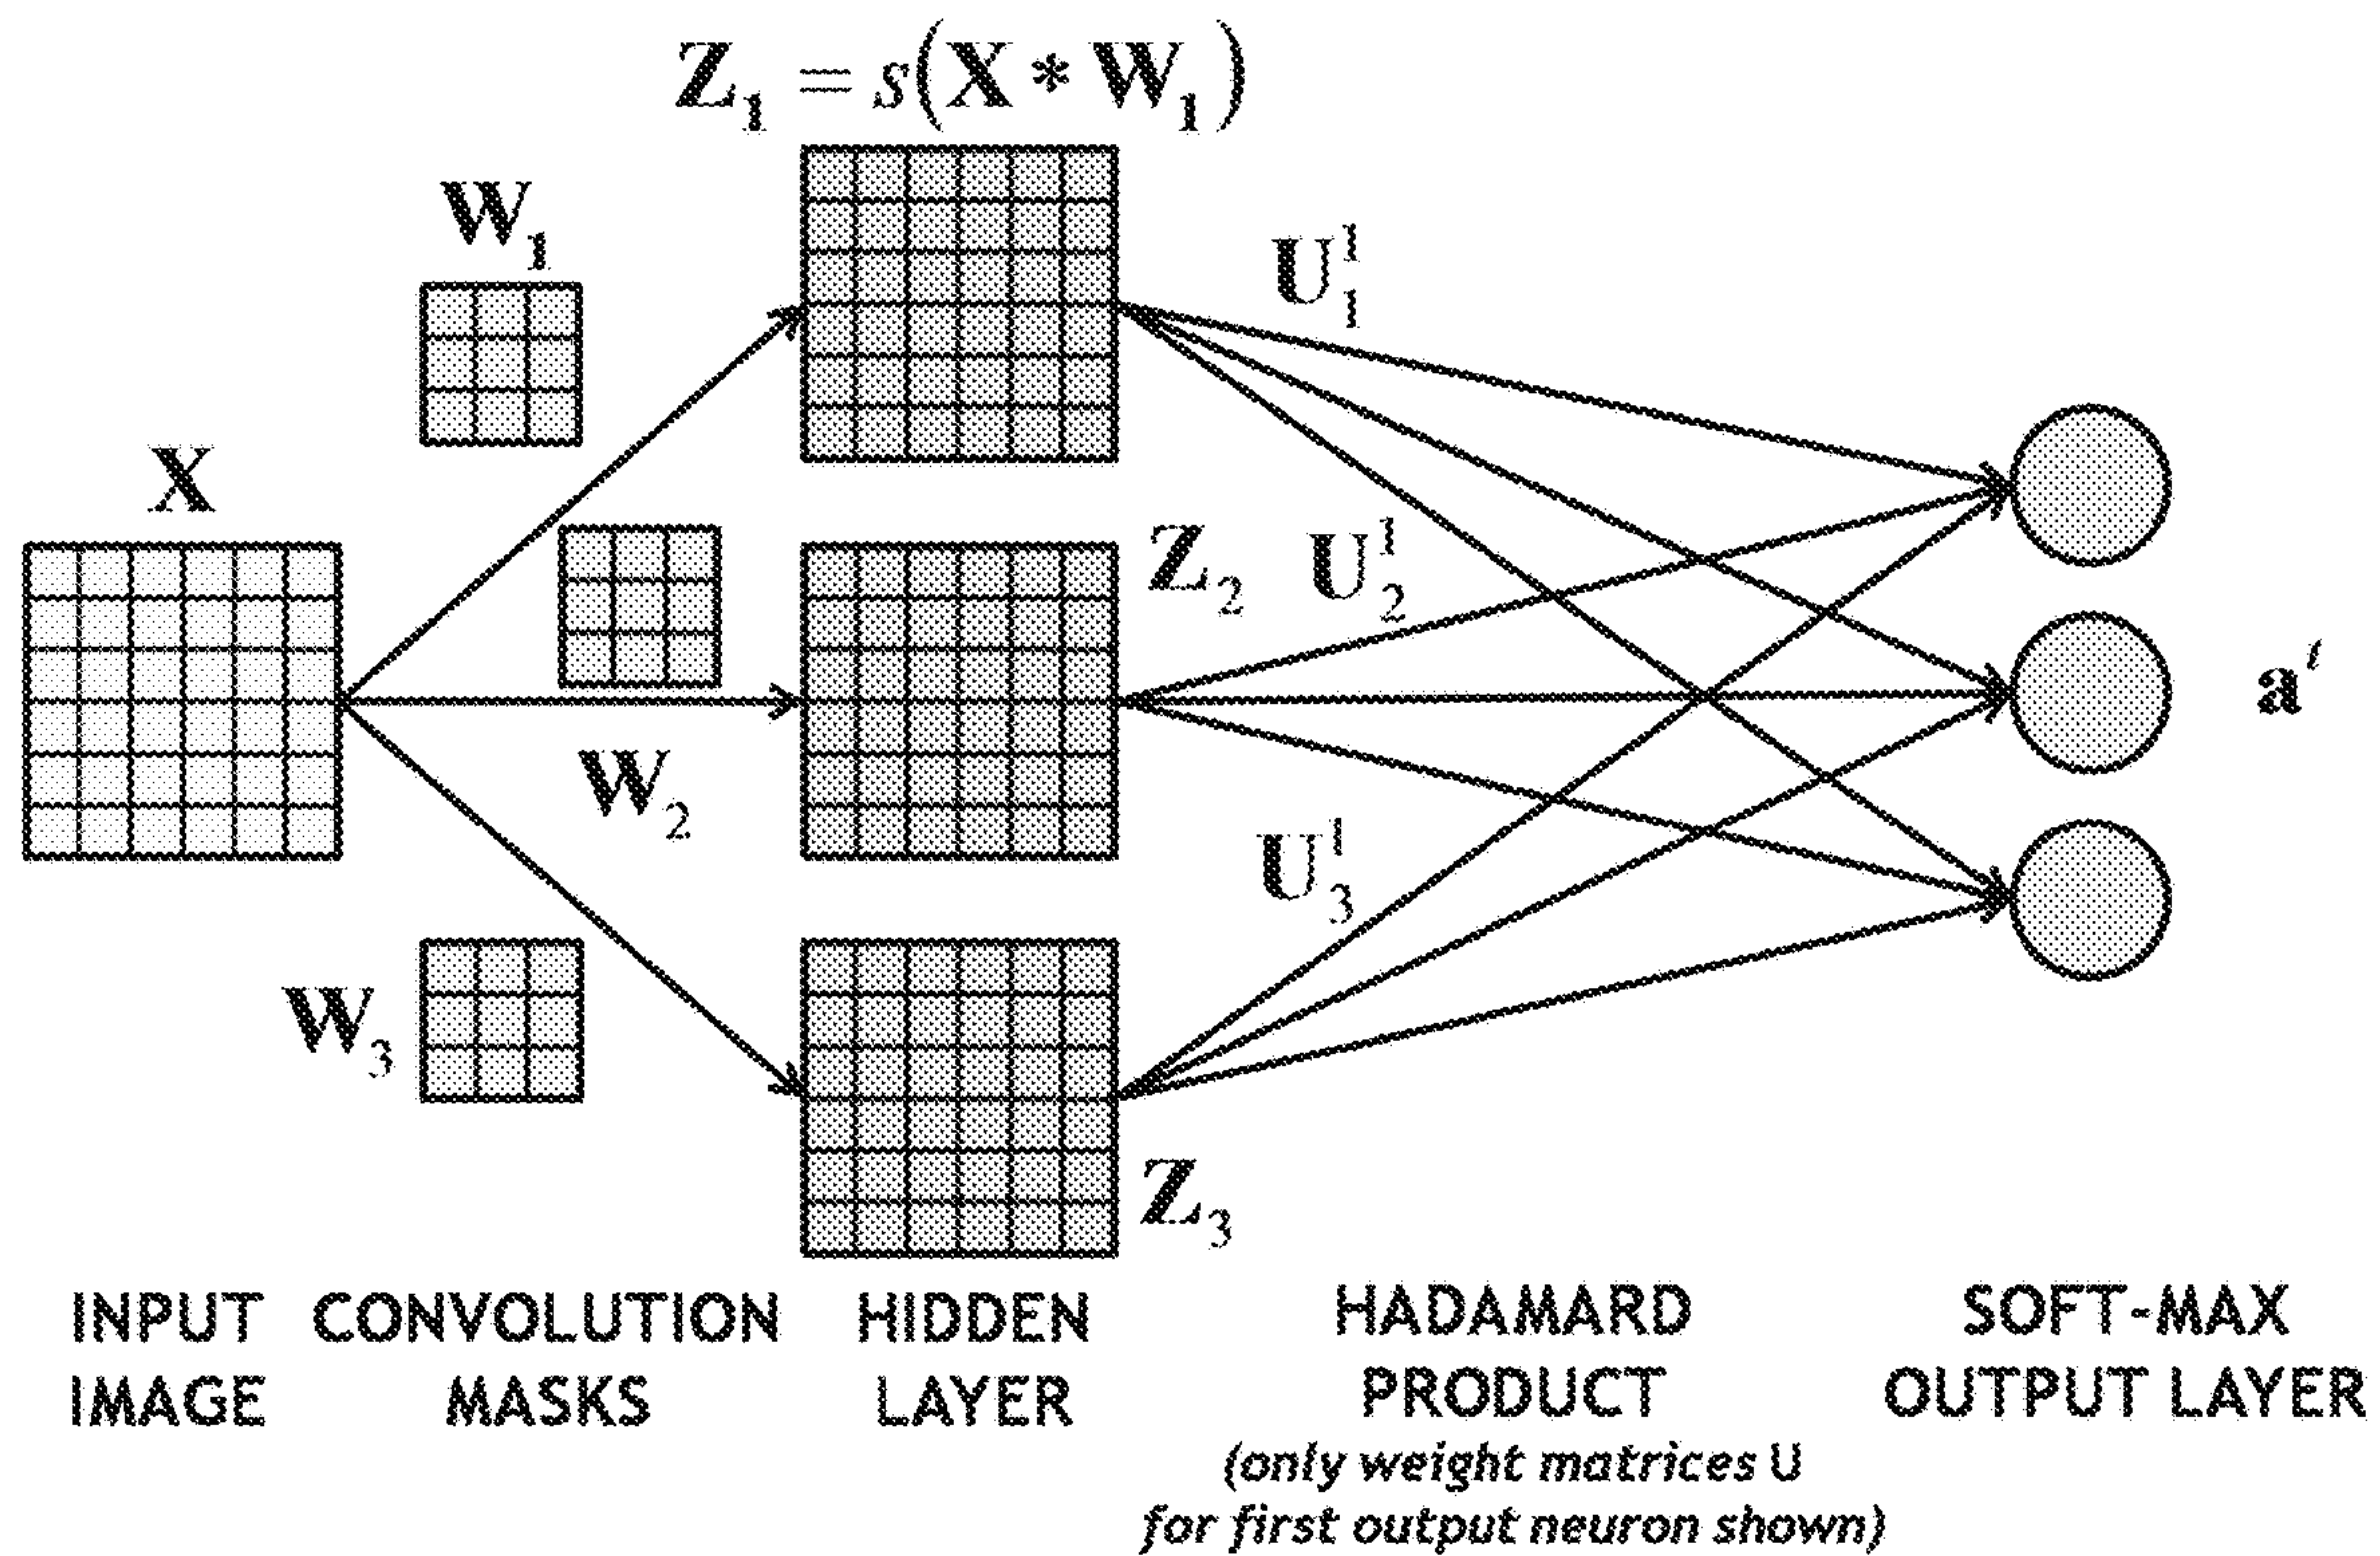 Z₁ = s(X * W₁)
W₁
U₁¹
X
Z₂
U₂¹
aᵗ
W₂
U₃¹
W₃
Z₃
INPUT IMAGE
CONVOLUTION MASKS
HIDDEN LAYER
HADAMARD PRODUCT
(only weight matrices U
for first output neuron shown)
SOFT-MAX
OUTPUT LAYER